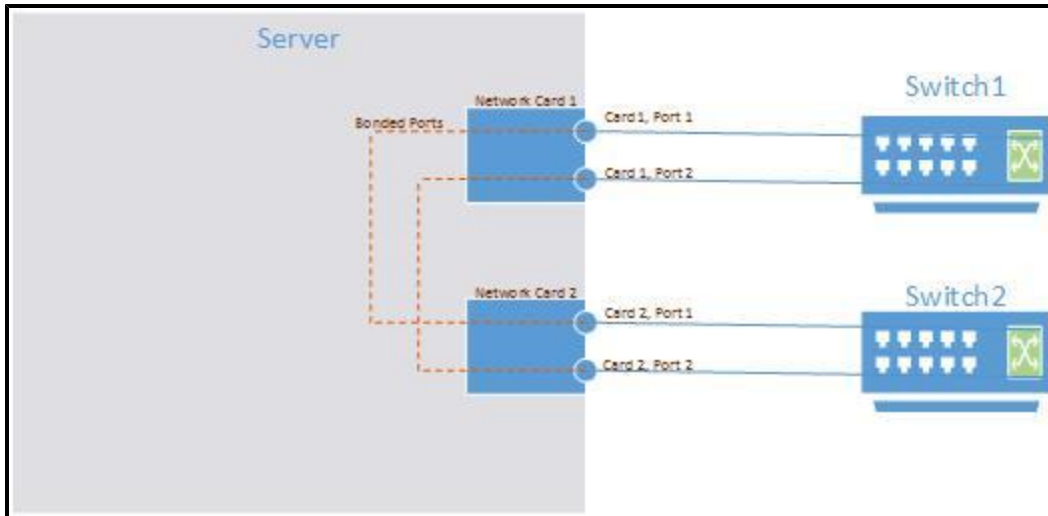 Server
Network Card 1
Bonded Ports
Card 1, Port 1
Card 1, Port 2
Switch1
Network Card 2
Card 2, Port 1
Card 2, Port 2
Switch2